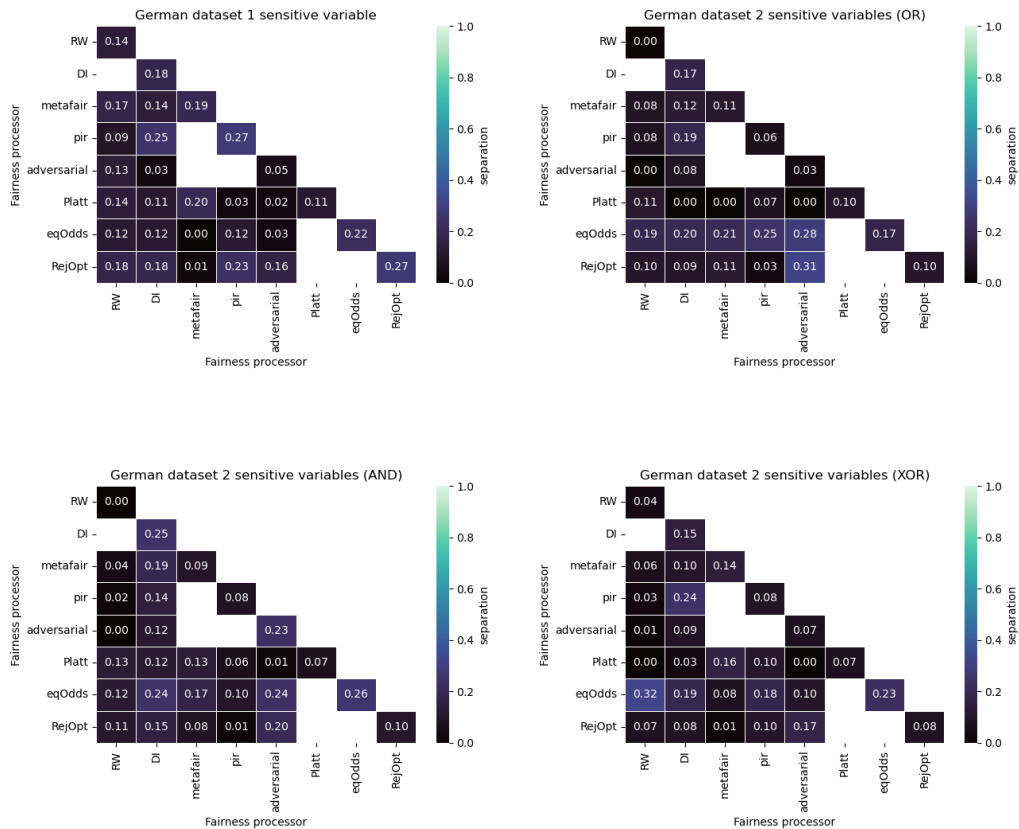 German dataset 1 sensitive variable
RW
0.14
DI
0.18
metafair
0.17 0.14 0.19
pir
0.09 0.25 0.27
adversarial
0.13 0.03 0.05
Platt
0.14 0.11 0.20 0.03 0.02 0.11
eqOdds
0.12 0.12 0.00 0.12 0.03 0.22
RejOpt
0.18 0.18 0.01 0.23 0.16 0.27
RW DI metafair pir adversarial Platt eqOdds RejOpt
Fairness processor
Fairness processor
1.0
0.8
0.6
0.4
0.2
0.0
separation
German dataset 2 sensitive variables (OR)
RW
0.00
DI
0.17
metafair
0.08 0.12 0.11
pir
0.08 0.19 0.06
adversarial
0.00 0.08 0.03
Platt
0.11 0.00 0.00 0.07 0.00 0.10
eqOdds
0.19 0.20 0.21 0.25 0.28 0.17
RejOpt
0.10 0.09 0.11 0.03 0.31 0.10
RW DI metafair pir adversarial Platt eqOdds RejOpt
Fairness processor
Fairness processor
1.0
0.8
0.6
0.4
0.2
0.0
separation
German dataset 2 sensitive variables (AND)
RW
0.00
DI
0.25
metafair
0.04 0.19 0.09
pir
0.02 0.14 0.08
adversarial
0.00 0.12 0.23
Platt
0.13 0.12 0.13 0.06 0.01 0.07
eqOdds
0.12 0.24 0.17 0.10 0.24 0.26
RejOpt
0.11 0.15 0.08 0.01 0.20 0.10
RW DI metafair pir adversarial Platt eqOdds RejOpt
Fairness processor
Fairness processor
1.0
0.8
0.6
0.4
0.2
0.0
separation
German dataset 2 sensitive variables (XOR)
RW
0.04
DI
0.15
metafair
0.06 0.10 0.14
pir
0.03 0.24 0.08
adversarial
0.01 0.09 0.07
Platt
0.00 0.03 0.16 0.10 0.00 0.07
eqOdds
0.32 0.19 0.08 0.18 0.10 0.23
RejOpt
0.07 0.08 0.01 0.10 0.17 0.08
RW DI metafair pir adversarial Platt eqOdds RejOpt
Fairness processor
Fairness processor
1.0
0.8
0.6
0.4
0.2
0.0
separation